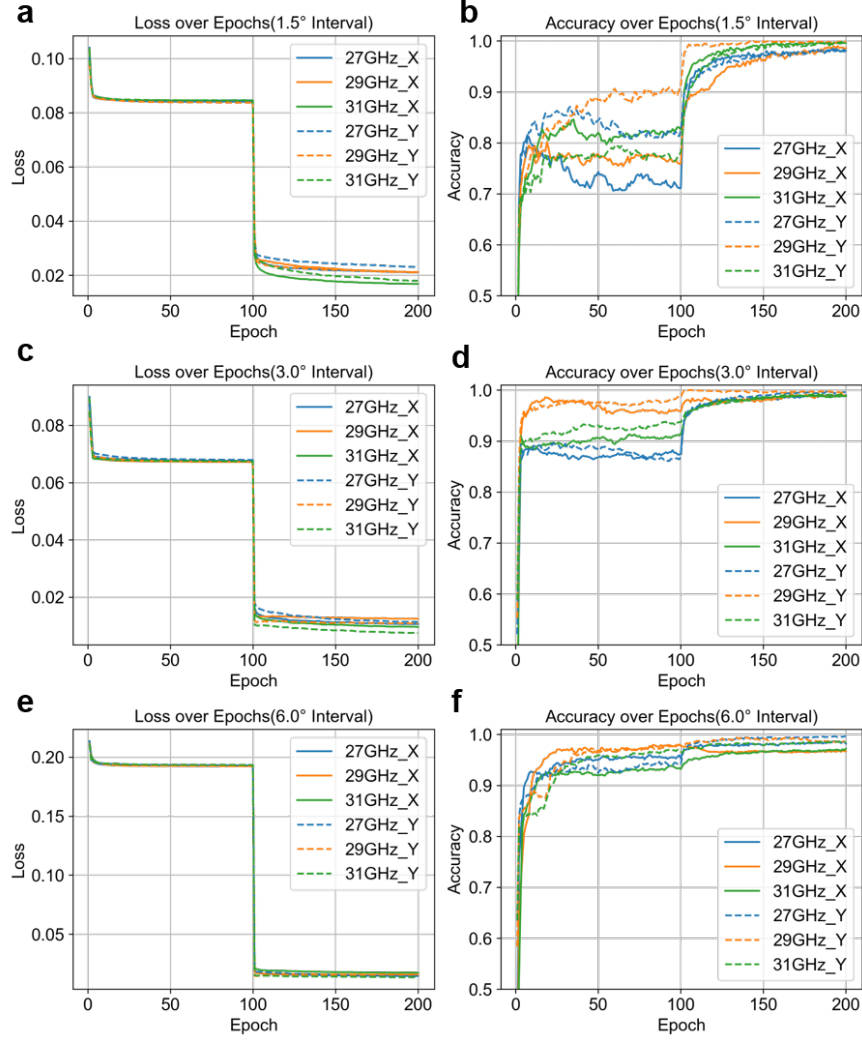 a
Loss over Epochs(1.5° Interval)
0.10
0.08
0.06
0.04
0.02
Loss
27GHz_X
29GHz_X
31GHz_X
27GHz_Y
29GHz_Y
31GHz_Y
0 50 100 150 200
Epoch
b
Accuracy over Epochs(1.5° Interval)
1.0
0.9
0.8
0.7
0.6
0.5
Accuracy
27GHz_X
29GHz_X
31GHz_X
27GHz_Y
29GHz_Y
31GHz_Y
0 50 100 150 200
Epoch
c
Loss over Epochs(3.0° Interval)
0.08
0.06
0.04
0.02
Loss
27GHz_X
29GHz_X
31GHz_X
27GHz_Y
29GHz_Y
31GHz_Y
0 50 100 150 200
Epoch
d
Accuracy over Epochs(3.0° Interval)
1.0
0.9
0.8
0.7
0.6
0.5
Accuracy
27GHz_X
29GHz_X
31GHz_X
27GHz_Y
29GHz_Y
31GHz_Y
0 50 100 150 200
Epoch
e
Loss over Epochs(6.0° Interval)
0.20
0.15
0.10
0.05
Loss
27GHz_X
29GHz_X
31GHz_X
27GHz_Y
29GHz_Y
31GHz_Y
0 50 100 150 200
Epoch
f
Accuracy over Epochs(6.0° Interval)
1.0
0.9
0.8
0.7
0.6
0.5
Accuracy
27GHz_X
29GHz_X
31GHz_X
27GHz_Y
29GHz_Y
31GHz_Y
0 50 100 150 200
Epoch